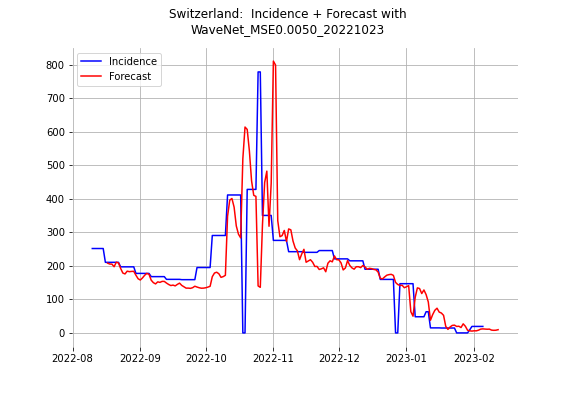 Switzerland:  Incidence + Forecast with
WaveNet_MSE0.0050_20221023
Incidence
Forecast
800
700
600
500
400
300
200
100
0
2022-08 2022-09 2022-10 2022-11 2022-12 2023-01 2023-02